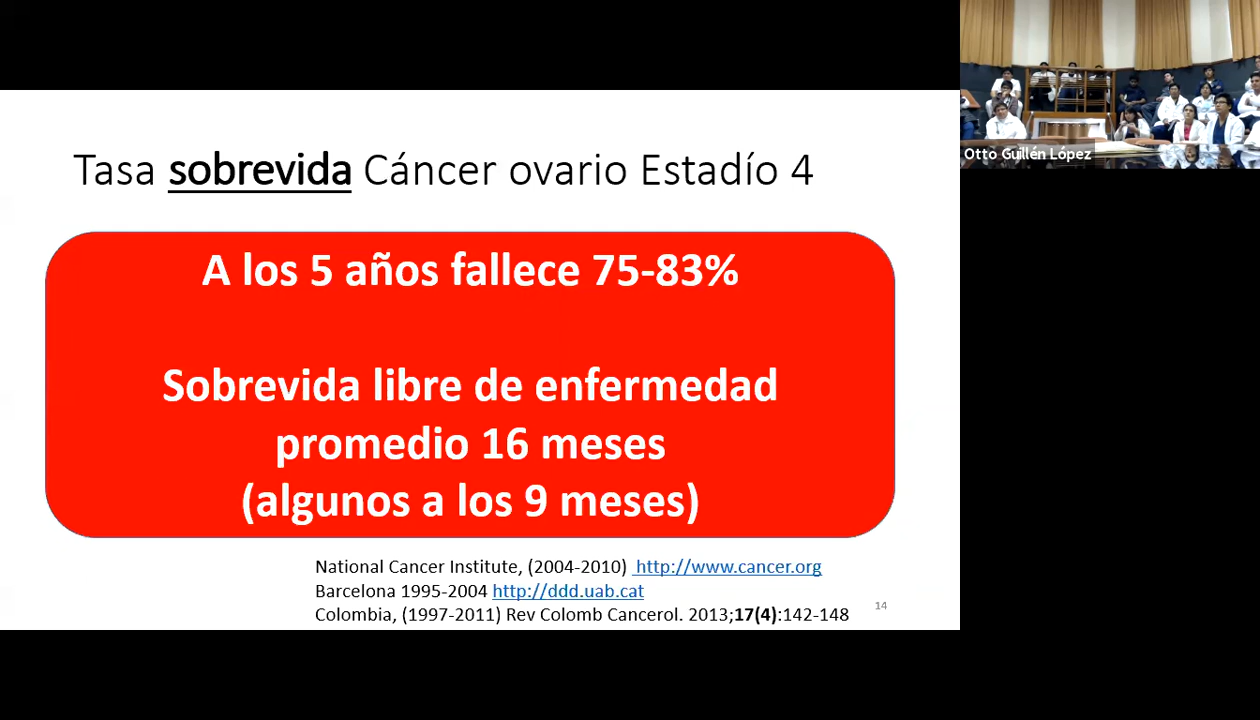 Tasa sobrevida Cáncer ovario Estadío 4
A los 5 años fallece 75-83%
Sobrevida libre de enfermedad
promedio 16 meses
(algunos a los 9 meses)
National Cancer Institute, (2004-2010) http://www.cancer.org
Barcelona 1995-2004 http://ddd.uab.cat
Colombia, (1997-2011) Rev Colomb Cancerol. 2013;17(4):142-148
14
Otto Guillén López